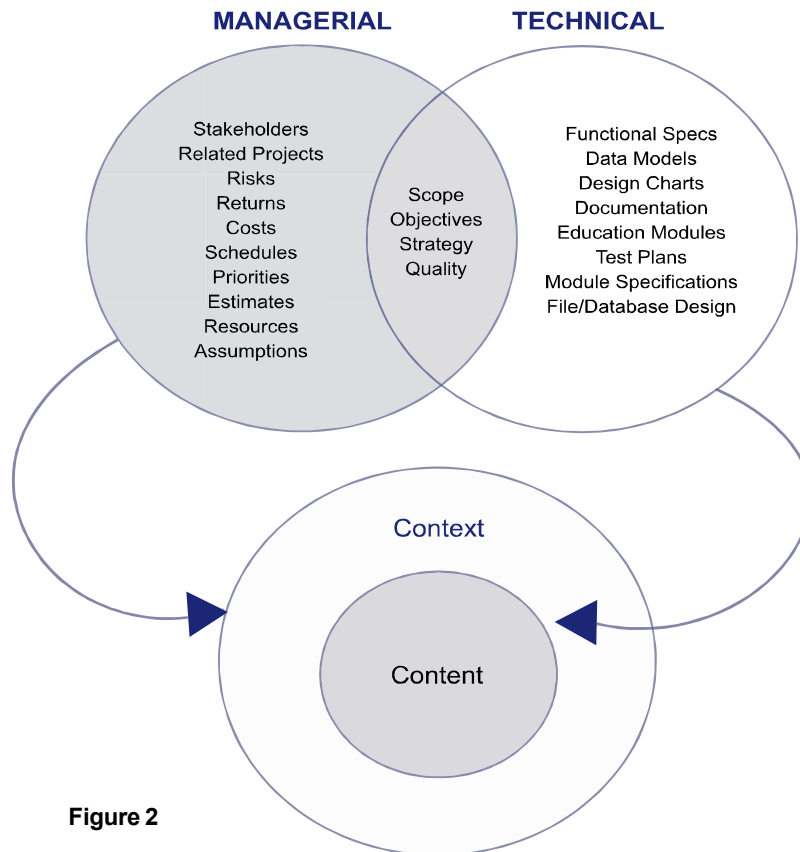 MANAGERIAL
TECHNICAL
Stakeholders
Related Projects
Risks
Returns
Costs
Schedules
Priorities
Estimates
Resources
Assumptions
Scope
Objectives
Strategy
Quality
Functional Specs
Data Models
Design Charts
Documentation
Education Modules
Test Plans
Module Specifications
File/Database Design
Context
Content
Figure 2